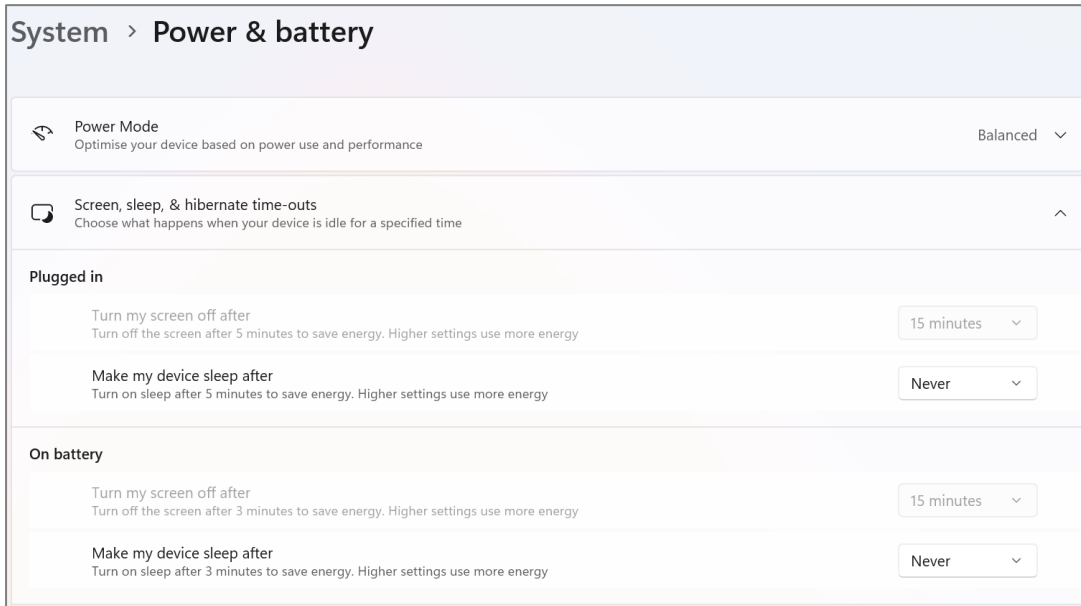 System > Power & battery
Power Mode
Optimise your device based on power use and performance
Balanced
Screen, sleep, & hibernate time-outs
Choose what happens when your device is idle for a specified time
Plugged in
Turn my screen off after
Turn off the screen after 5 minutes to save energy. Higher settings use more energy
15 minutes
Make my device sleep after
Turn on sleep after 5 minutes to save energy. Higher settings use more energy
Never
On battery
Turn my screen off after
Turn off the screen after 3 minutes to save energy. Higher settings use more energy
15 minutes
Make my device sleep after
Turn on sleep after 3 minutes to save energy. Higher settings use more energy
Never